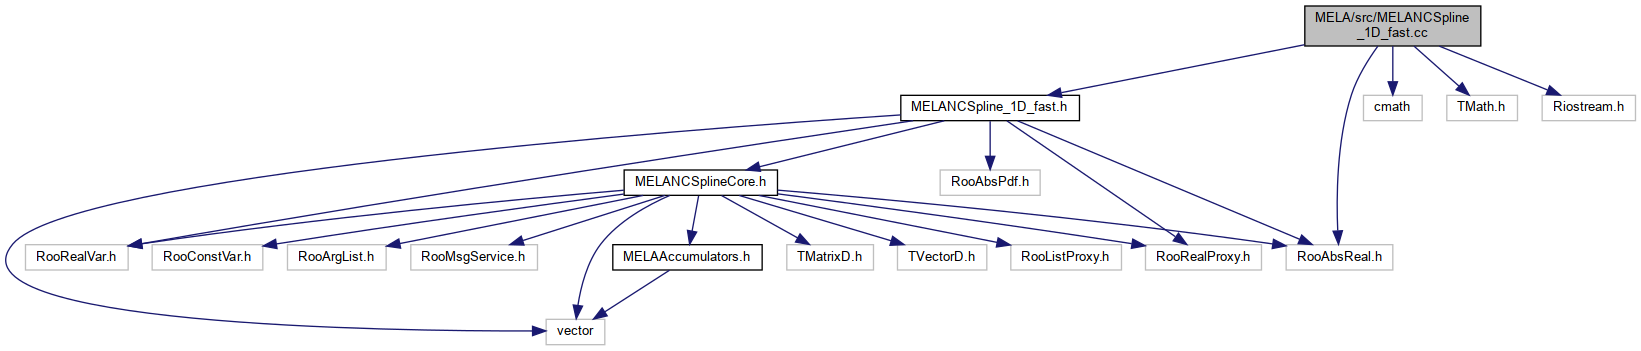 MELA/src/MELANCSpline
_1D_fast.cc
MELANCSpline_1D_fast.h
cmath
TMath.h
Riostream.h
MELANCSplineCore.h
RooAbsPdf.h
RooRealVar.h
RooConstVar.h
RooArgList.h
RooMsgService.h
MELAAccumulators.h
TMatrixD.h
TVectorD.h
RooListProxy.h
RooRealProxy.h
RooAbsReal.h
vector